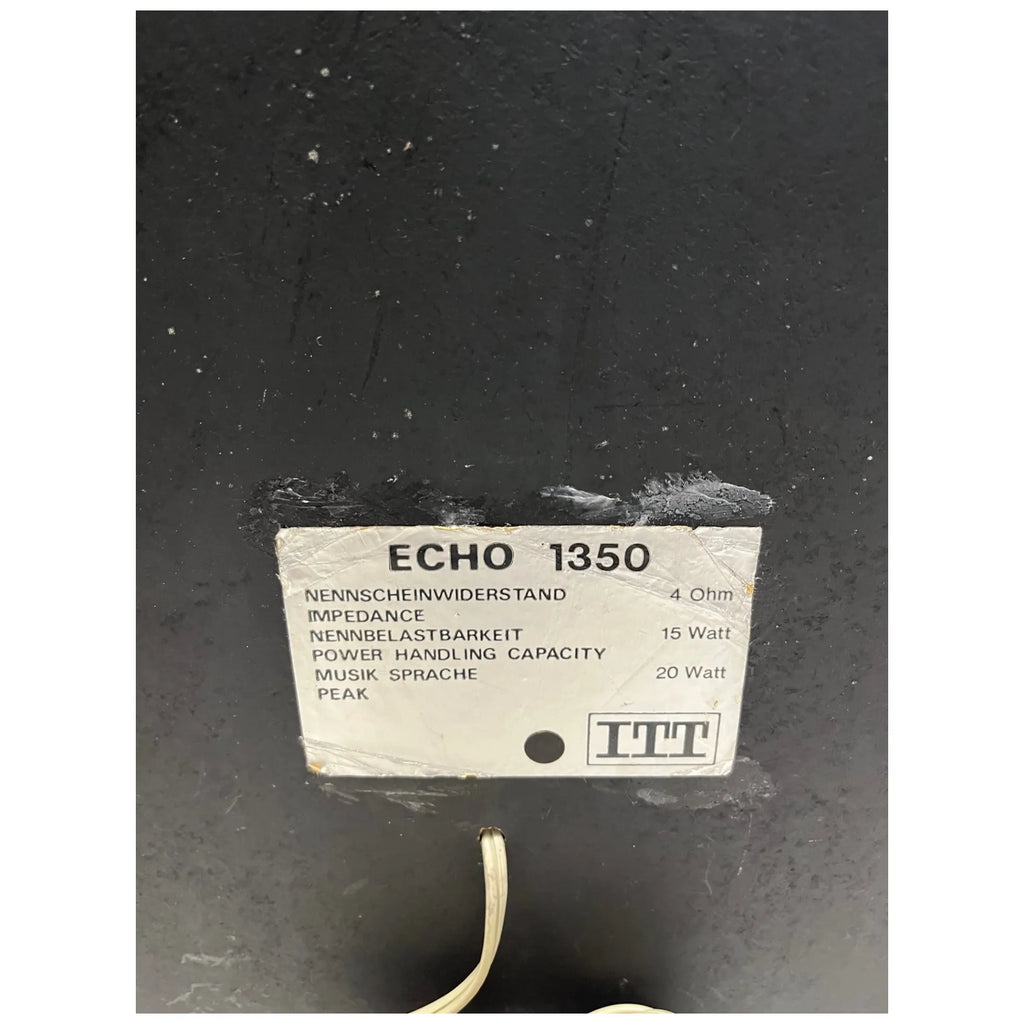 ECHO 1350
NENNSCHEINWIDERSTAND 4 Ohm
IMPEDANCE
NENNBELASTBARKEIT 15 Watt
POWER HANDLING CAPACITY
MUSIK SPRACHE 20 Watt
PEAK
ITT